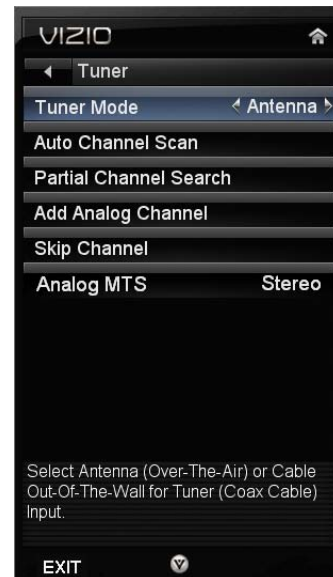 VIZIO
Tuner
Tuner Mode Antenna
Auto Channel Scan
Partial Channel Search
Add Analog Channel
Skip Channel
Analog MTS Stereo
Select Antenna (Over-The-Air) or Cable
Out-Of-The-Wall for Tuner (Coax Cable)
Input.
EXIT